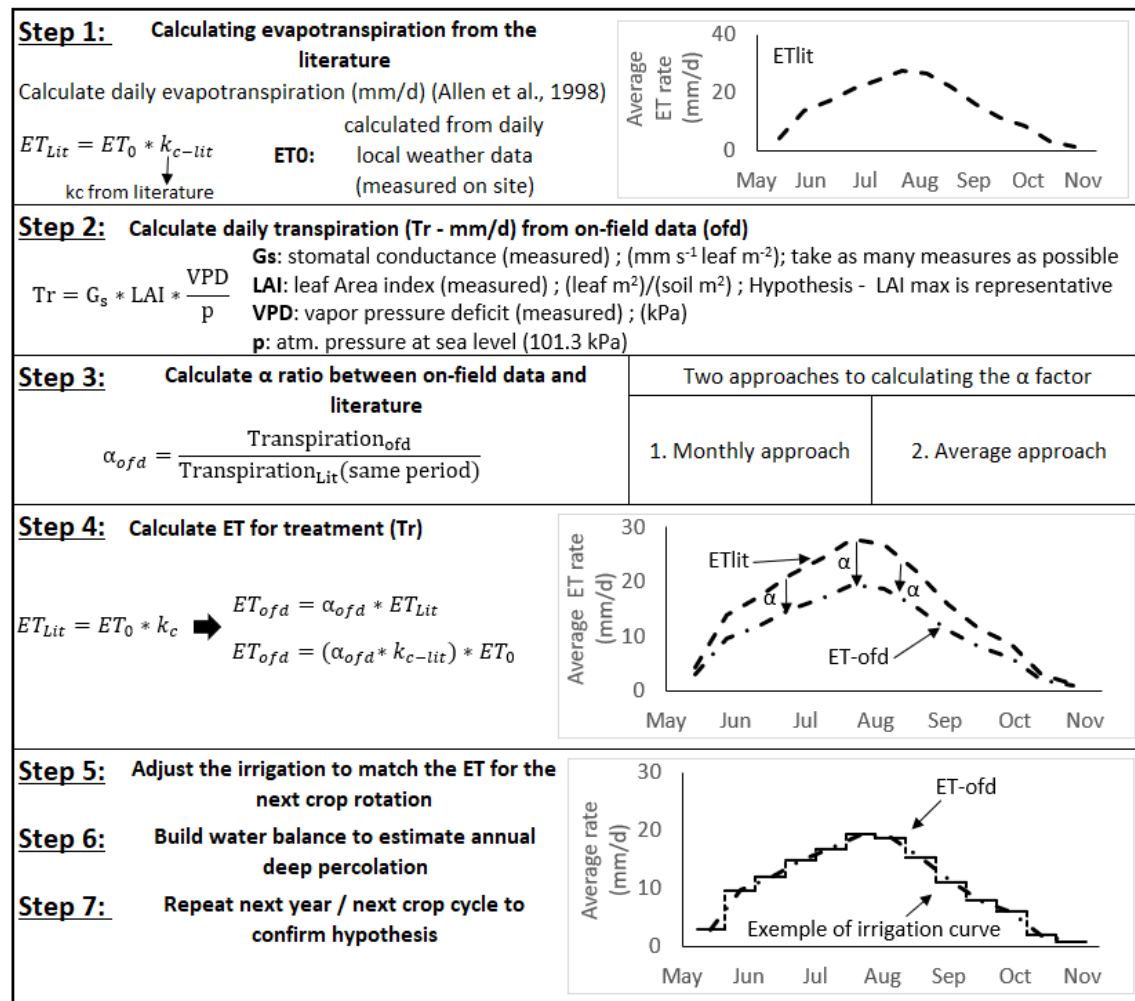 Step 1: Calculating evapotranspiration from the
literature
Calculate daily evapotranspiration (mm/d) (Allen et al., 1998)
ET_Lit = ET_0 * k_{c-lit}
kc from literature
ET0:
calculated from daily
local weather data
(measured on site)
Average
ET rate
(mm/d)
40
20
0
ETlit
May Jun Jul Aug Sep Oct Nov
Step 2: Calculate daily transpiration (Tr - mm/d) from on-field data (ofd)
Tr = G_s * LAI * VPD/p
Gs: stomatal conductance (measured) ; (mm s⁻¹ leaf m⁻²); take as many measures as possible
LAI: leaf Area index (measured) ; (leaf m²)/(soil m²) ; Hypothesis - LAI max is representative
VPD: vapor pressure deficit (measured) ; (kPa)
p: atm. pressure at sea level (101.3 kPa)
Step 3: Calculate α ratio between on-field data and
literature
α_ofd = Transpiration_ofd / Transpiration_Lit(same period)
Two approaches to calculating the α factor
1. Monthly approach
2. Average approach
Step 4: Calculate ET for treatment (Tr)
ET_Lit = ET_0 * k_c
ET_ofd = α_ofd * ET_Lit
ET_ofd = (α_ofd * k_{c-lit}) * ET_0
Average ET rate
(mm/d)
30
20
10
0
ETlit
α
α
α
ET-ofd
May Jun Jul Aug Sep Oct Nov
Step 5: Adjust the irrigation to match the ET for the
next crop rotation
Step 6: Build water balance to estimate annual
deep percolation
Step 7: Repeat next year / next crop cycle to
confirm hypothesis
Average rate
(mm/d)
30
20
10
0
ET-ofd
Exemple of irrigation curve
May Jun Jul Aug Sep Oct Nov